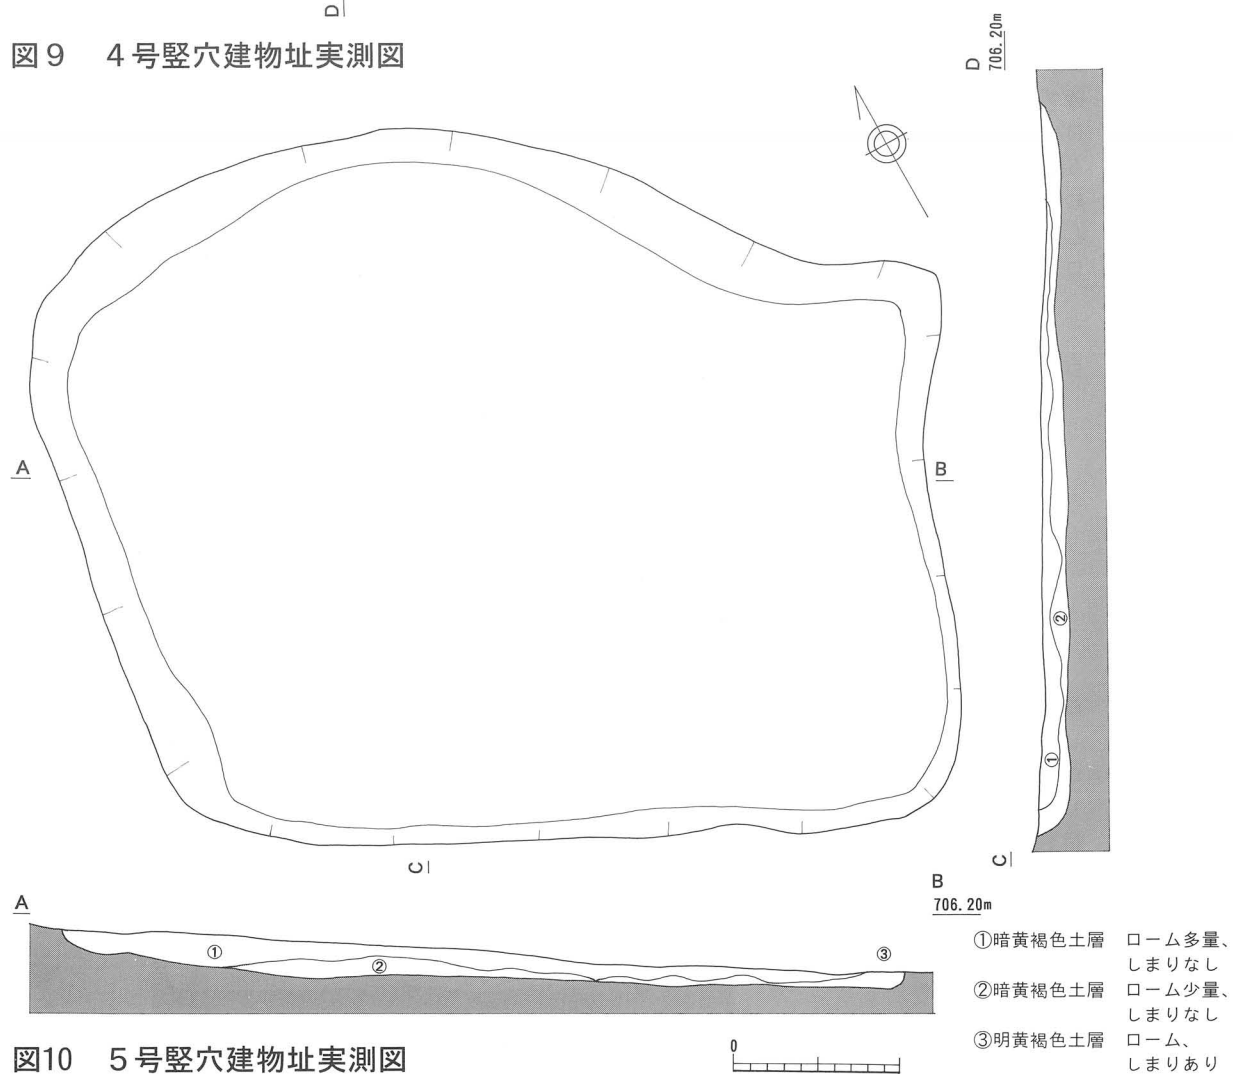 D
図9 4号竪穴建物址実測図
D
706.20m
A
B
②
①
C
C
A
B
706.20m
①
②
③
①暗黄褐色土層 ローム多量、
しまりなし
②暗黄褐色土層 ローム少量、
しまりなし
③明黄褐色土層 ローム、
しまりあり
図10 5号竪穴建物址実測図
0